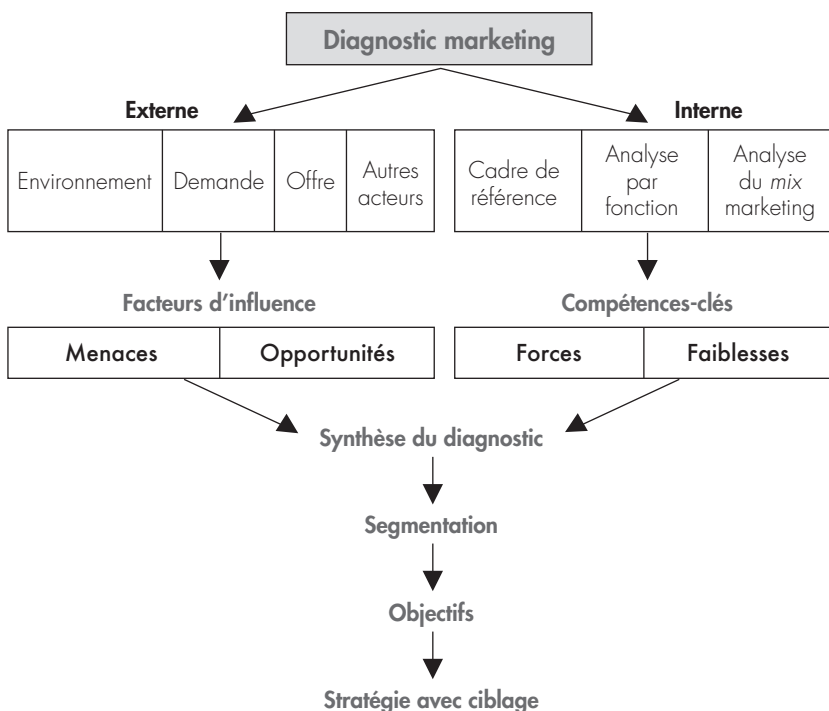 Diagnostic marketing
Externe
Interne
Environnement
Demande
Offre
Autres
acteurs
Cadre de
référence
Analyse
par
fonction
Analyse
du mix
marketing
Facteurs d'influence
Compétences-clés
Menaces
Opportunités
Forces
Faiblesses
Synthèse du diagnostic
Segmentation
Objectifs
Stratégie avec ciblage